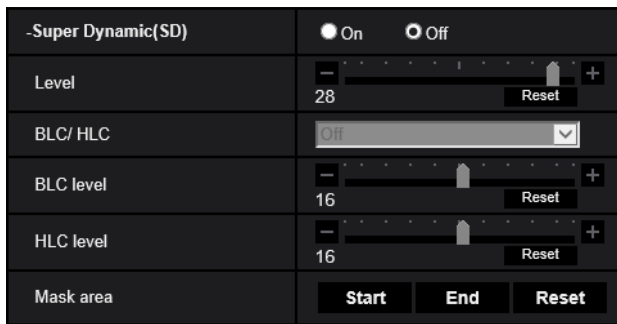 -Super Dynamic(SD) On Off
Level - +
28 Reset
BLC/ HLC Off
BLC level - +
16 Reset
HLC level - +
16 Reset
Mask area Start End Reset